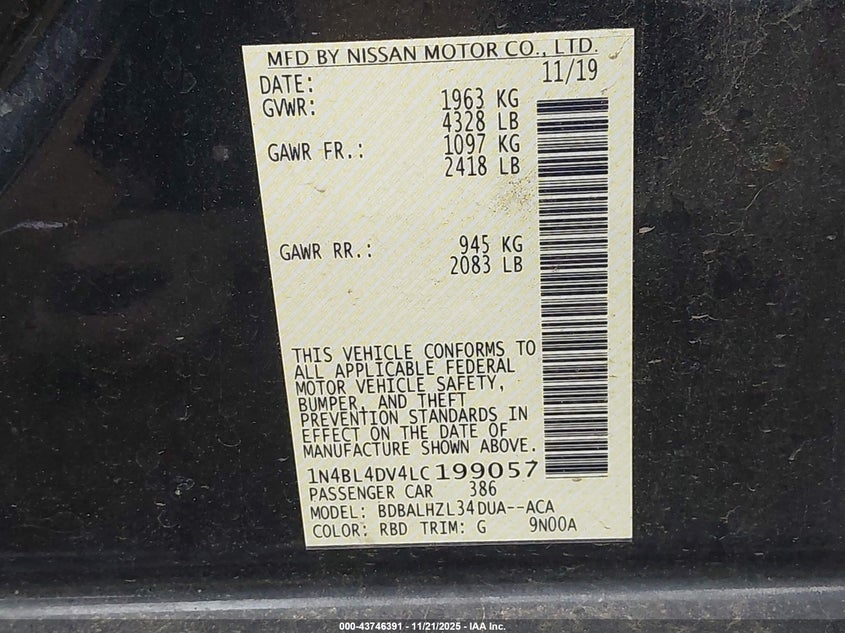 MFD BY NISSAN MOTOR CO., LTD.
DATE: 11/19
GVWR: 1963 KG
4328 LB
GAWR FR.: 1097 KG
2418 LB
GAWR RR.: 945 KG
2083 LB
THIS VEHICLE CONFORMS TO
ALL APPLICABLE FEDERAL
MOTOR VEHICLE SAFETY,
BUMPER, AND THEFT
PREVENTION STANDARDS IN
EFFECT ON THE DATE OF
MANUFACTURE SHOWN ABOVE.
1N4BL4DV4LC199057
PASSENGER CAR 386
MODEL: BDBALHZL34DUA--ACA
COLOR: RBD TRIM: G 9N00A
000-43746391 - 11/21/2025 - IAA Inc.